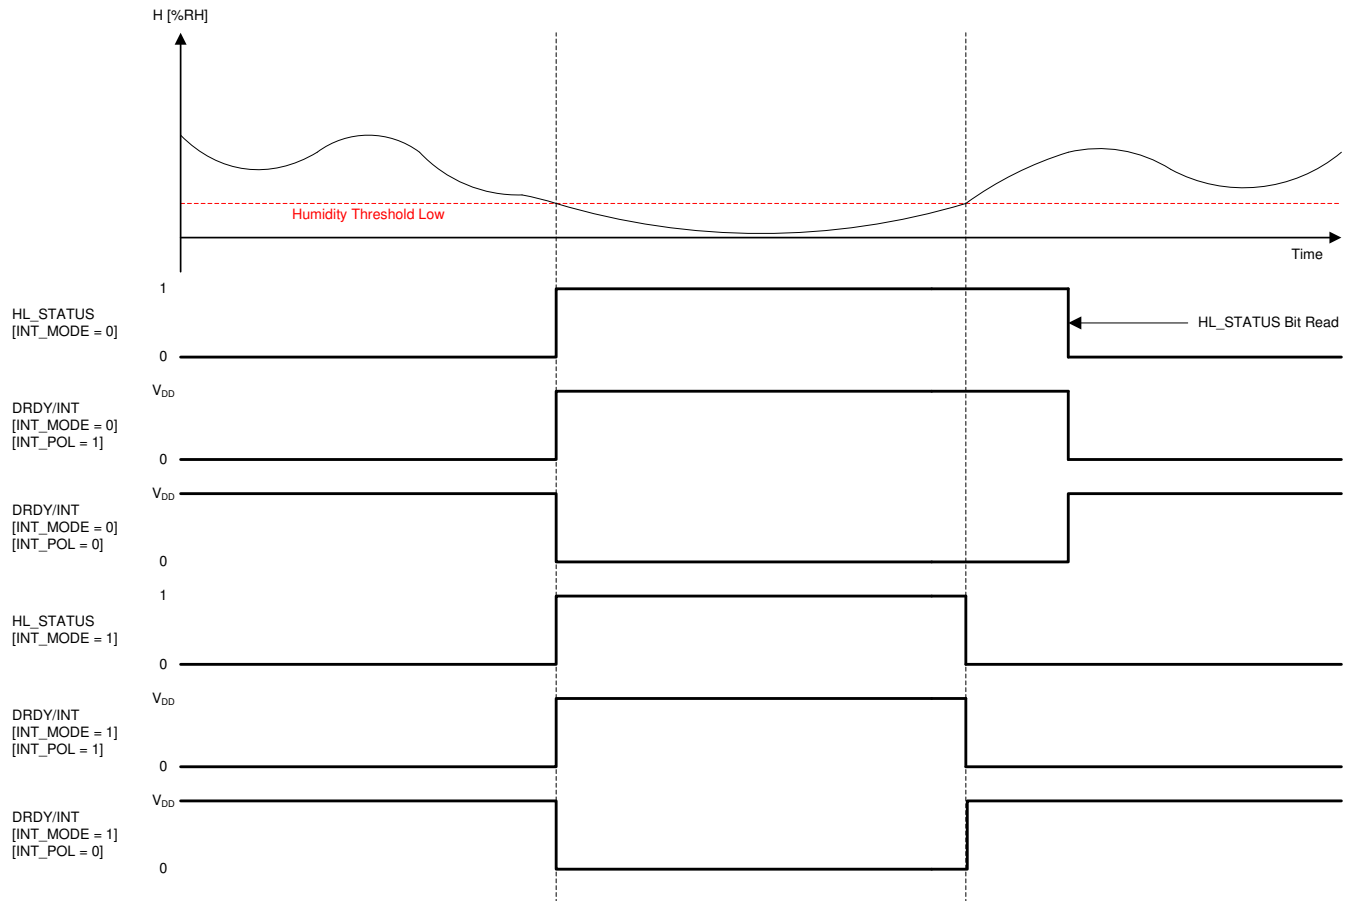 H [%RH]
Humidity Threshold Low
Time
1
HL_STATUS
[INT_MODE = 0]
HL_STATUS Bit Read
0
VDD
DRDY/INT
[INT_MODE = 0]
[INT_POL = 1]
0
VDD
DRDY/INT
[INT_MODE = 0]
[INT_POL = 0]
0
1
HL_STATUS
[INT_MODE = 1]
0
VDD
DRDY/INT
[INT_MODE = 1]
[INT_POL = 1]
0
VDD
DRDY/INT
[INT_MODE = 1]
[INT_POL = 0]
0